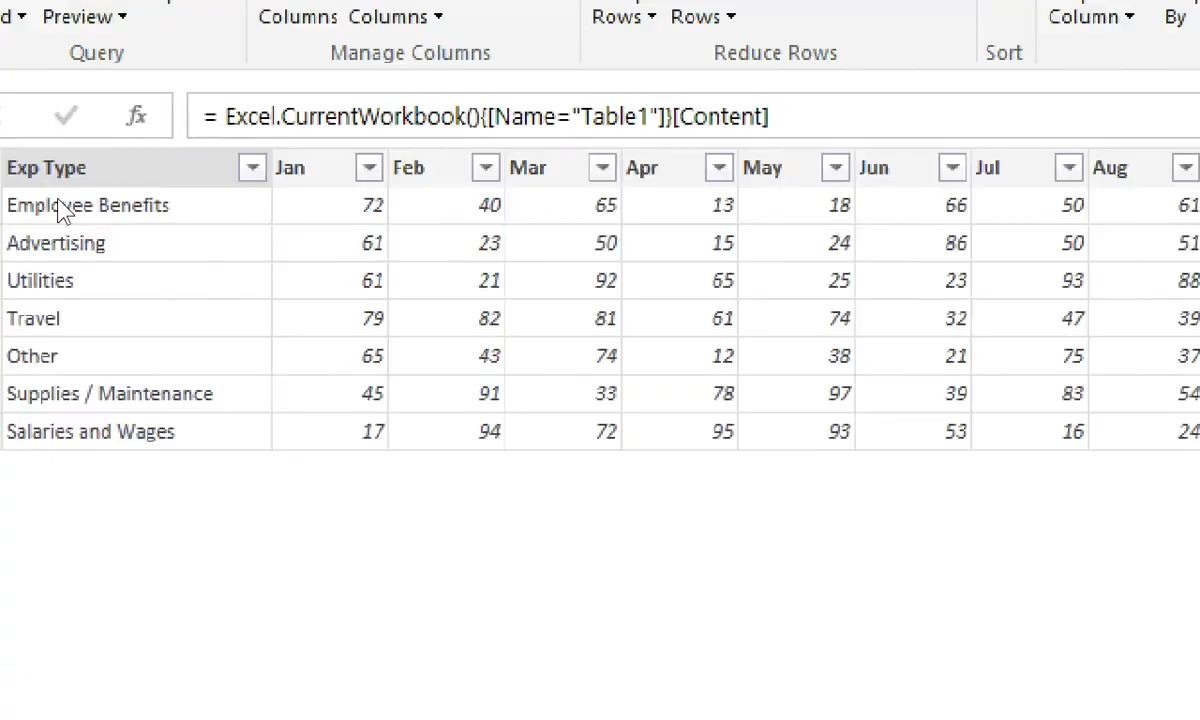 d Preview Columns Columns Rows Rows Column By
Query Manage Columns Reduce Rows Sort
fx = Excel.CurrentWorkbook(){[Name="Table1"]}[Content]
Exp Type Jan Feb Mar Apr May Jun Jul Aug
Employee Benefits 72 40 65 13 18 66 50 61
Advertising 61 23 50 15 24 86 50 51
Utilities 61 21 92 65 25 23 93 88
Travel 79 82 81 61 74 32 47 39
Other 65 43 74 12 38 21 75 37
Supplies / Maintenance 45 91 33 78 97 39 83 54
Salaries and Wages 17 94 72 95 93 53 16 24